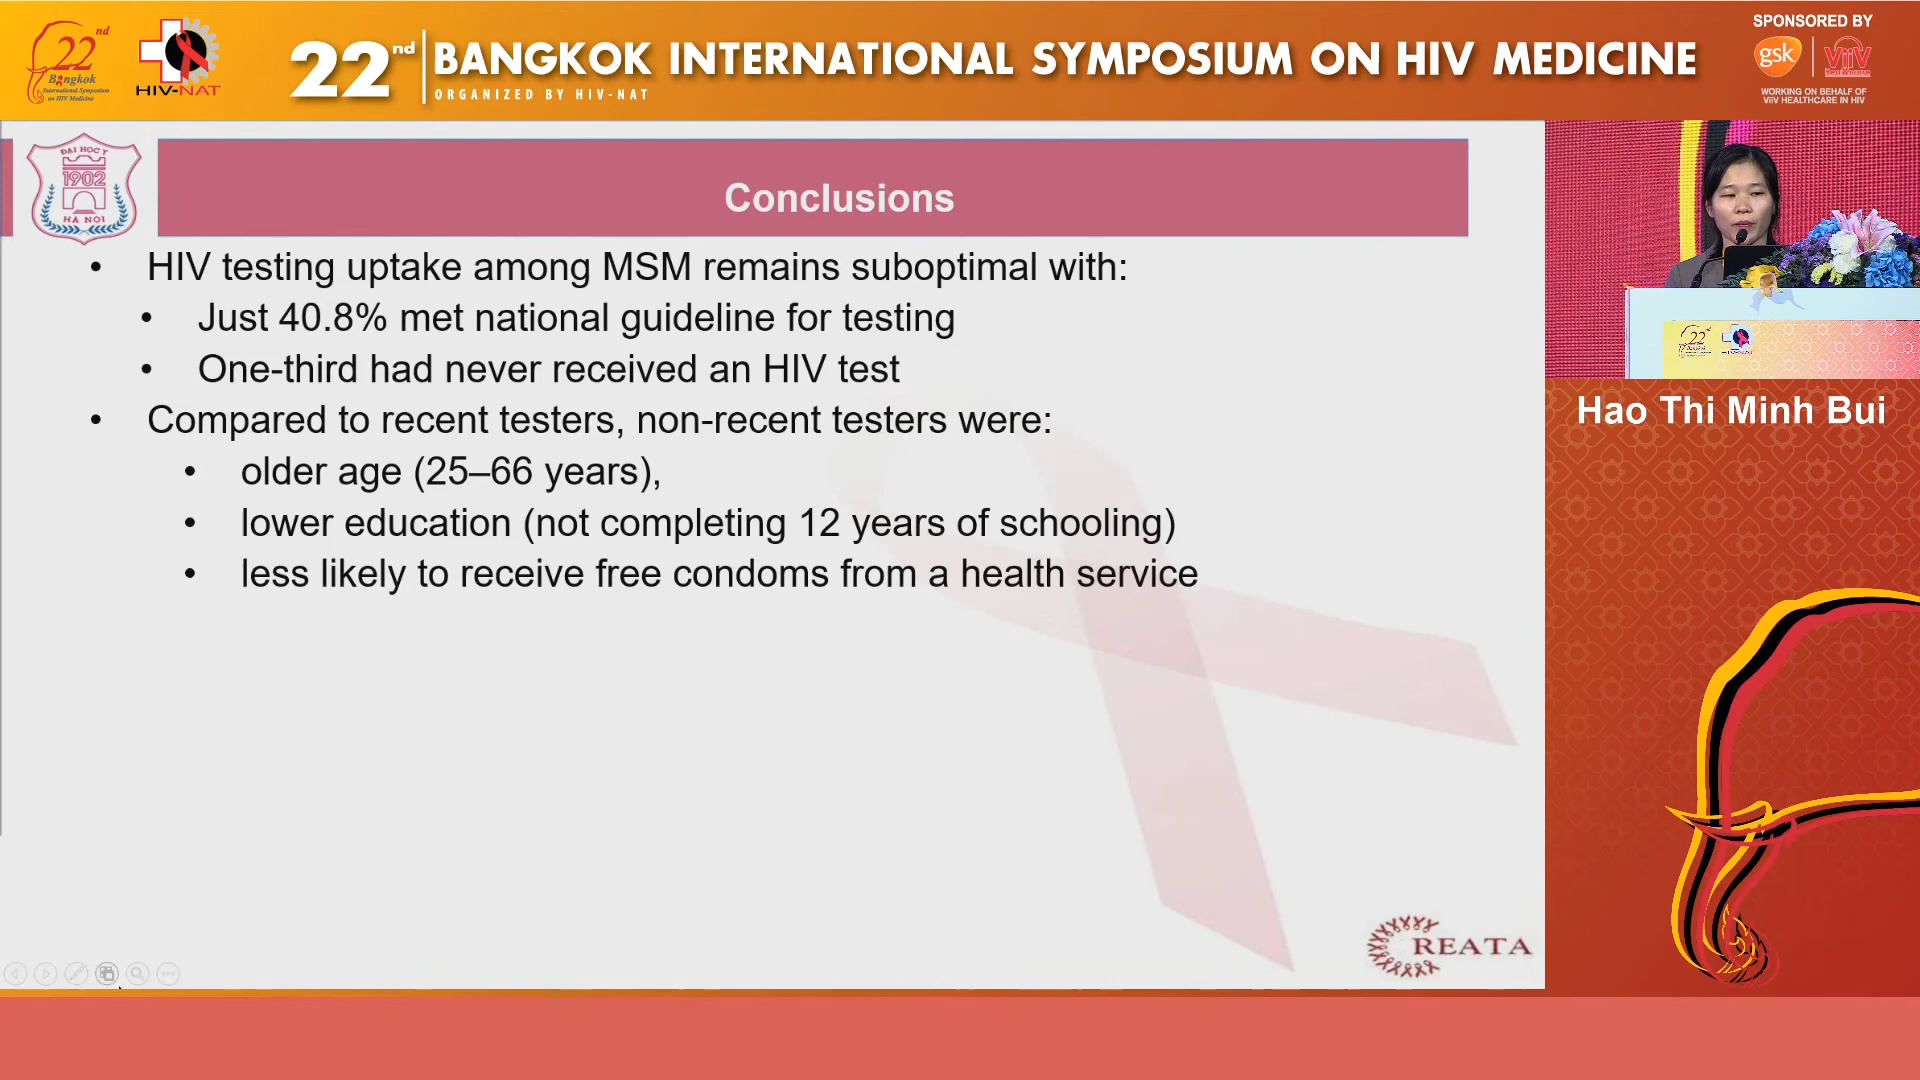 22nd
Bangkok
International Symposium
on HIV Medicine
HIV-NAT
22nd BANGKOK INTERNATIONAL SYMPOSIUM ON HIV MEDICINE
ORGANIZED BY HIV-NAT
SPONSORED BY
gsk
ViiV
Healthcare
WORKING ON BEHALF OF
ViiV HEALTHCARE IN HIV
ĐẠI HỌC Y
1902
HÀ NỘI
Conclusions
• HIV testing uptake among MSM remains suboptimal with:
• Just 40.8% met national guideline for testing
• One-third had never received an HIV test
• Compared to recent testers, non-recent testers were:
• older age (25–66 years),
• lower education (not completing 12 years of schooling)
• less likely to receive free condoms from a health service
CREATA
22nd
HIV-NAT
Hao Thi Minh Bui